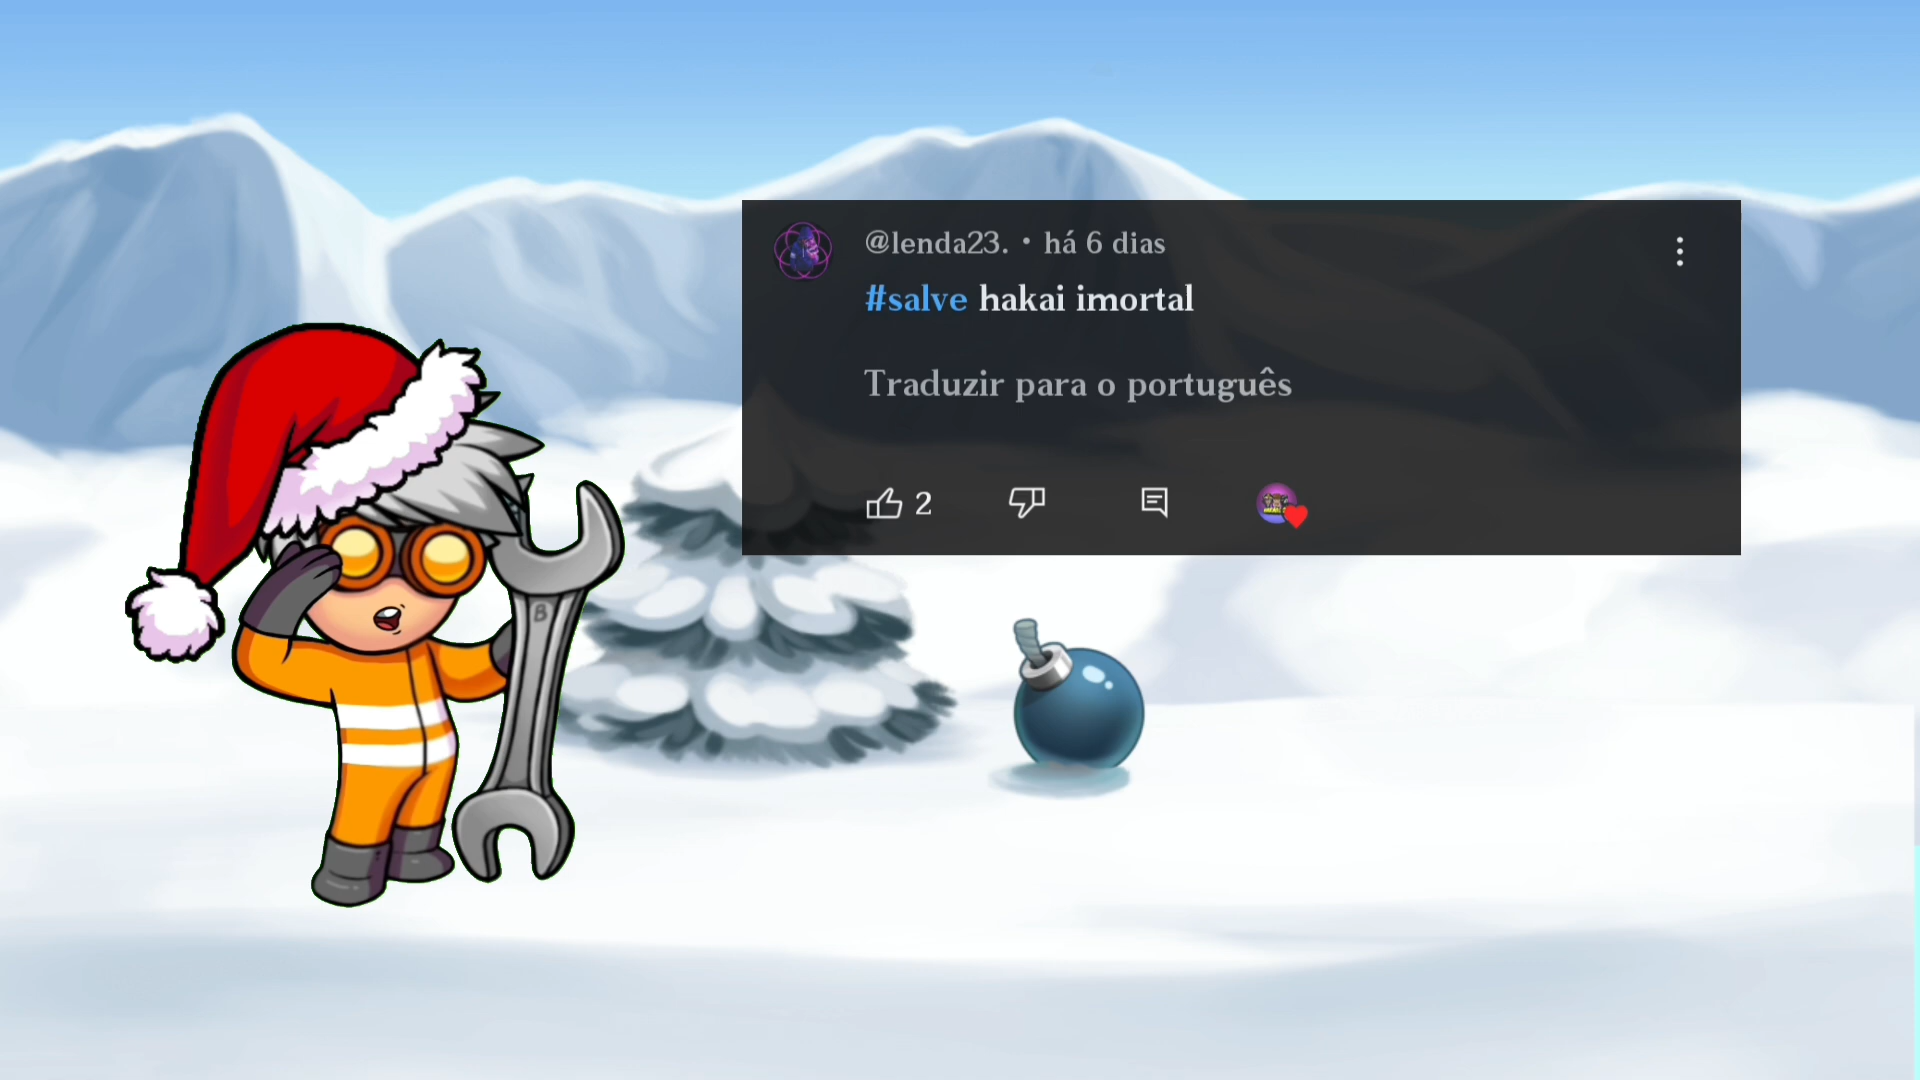 @lenda23. • há 6 dias
#salve hakai imortal
Traduzir para o português
2
B